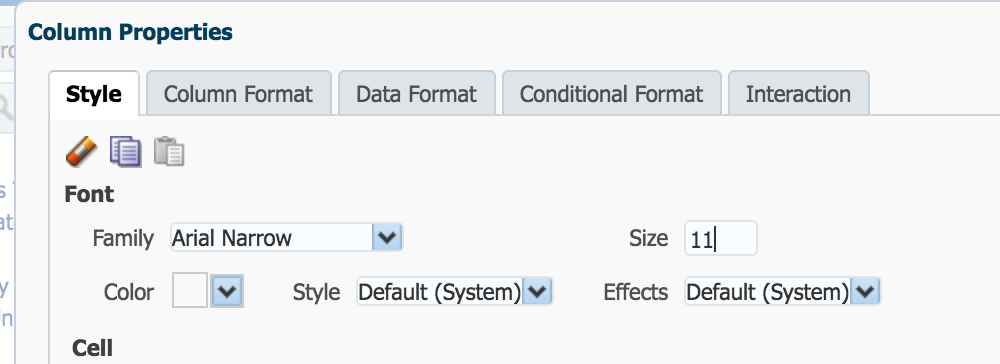 Column Properties
Style Column Format Data Format Conditional Format Interaction
Font
Family Arial Narrow Size 11
Color Style Default (System) Effects Default (System)
Cell